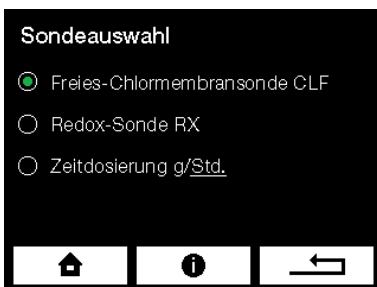 Sondeauswahl
Freies-Chlormembransonde CLF
Redox-Sonde RX
Zeitdosierung g/Std.